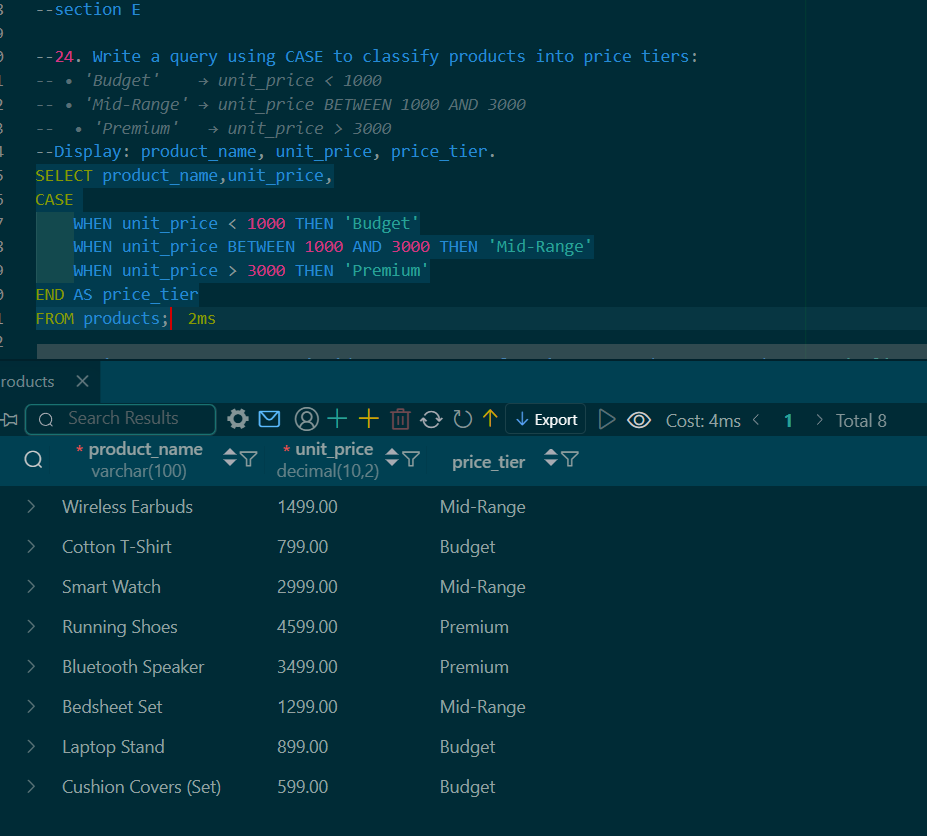 --section E
--24. Write a query using CASE to classify products into price tiers:
-- • 'Budget' → unit_price < 1000
-- • 'Mid-Range' → unit_price BETWEEN 1000 AND 3000
-- • 'Premium' → unit_price > 3000
--Display: product_name, unit_price, price_tier.
SELECT product_name,unit_price,
CASE
WHEN unit_price < 1000 THEN 'Budget'
WHEN unit_price BETWEEN 1000 AND 3000 THEN 'Mid-Range'
WHEN unit_price > 3000 THEN 'Premium'
END AS price_tier
FROM products; 2ms
roducts
Search Results Export Cost: 4ms < 1 > Total 8
* product_name * unit_price price_tier
varchar(100) decimal(10,2)
Wireless Earbuds 1499.00 Mid-Range
Cotton T-Shirt 799.00 Budget
Smart Watch 2999.00 Mid-Range
Running Shoes 4599.00 Premium
Bluetooth Speaker 3499.00 Premium
Bedsheet Set 1299.00 Mid-Range
Laptop Stand 899.00 Budget
Cushion Covers (Set) 599.00 Budget